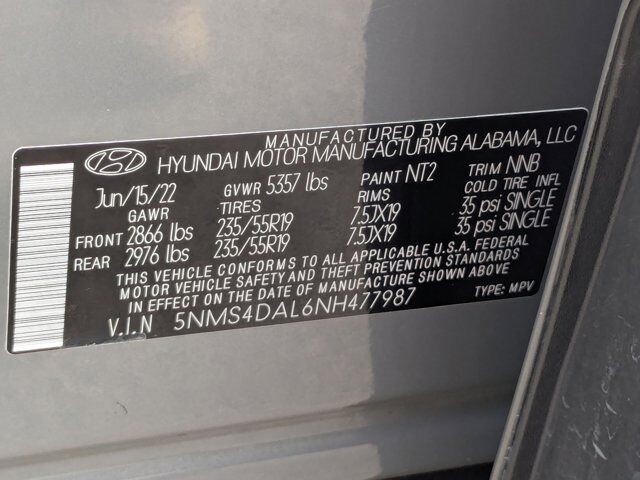 MANUFACTURED BY
HYUNDAI MOTOR MANUFACTURING ALABAMA, LLC
Jun/15/22 GVWR 5357 lbs PAINT NT2 TRIM NNB
GAWR TIRES RIMS COLD TIRE INFL
FRONT 2866 lbs 235/55R19 7.5JX19 35 psi SINGLE
REAR 2976 lbs 235/55R19 7.5JX19 35 psi SINGLE
THIS VEHICLE CONFORMS TO ALL APPLICABLE U.S.A. FEDERAL
MOTOR VEHICLE SAFETY AND THEFT PREVENTION STANDARDS
IN EFFECT ON THE DATE OF MANUFACTURE SHOWN ABOVE
V.I.N 5NMS4DAL6NH477987 TYPE: MPV